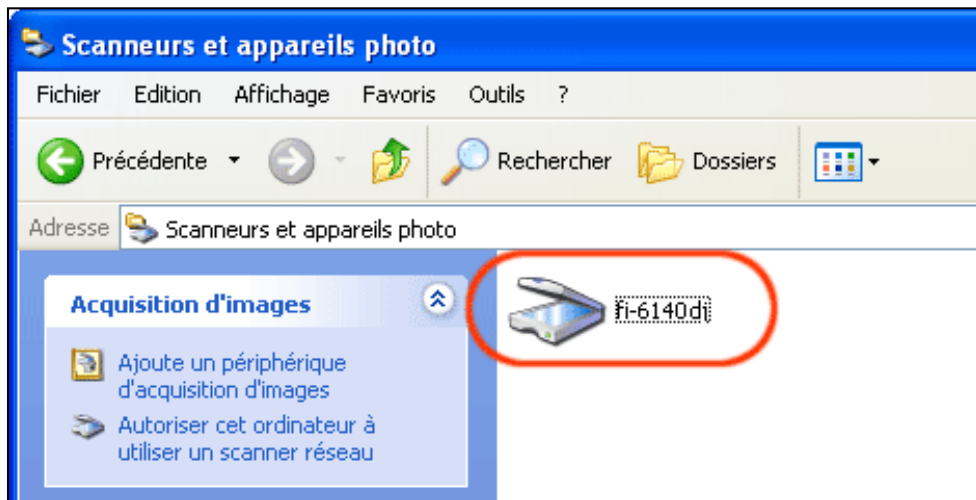 Scanneurs et appareils photo
Fichier Edition Affichage Favoris Outils ?
Précédente Rechercher Dossiers
Adresse Scanneurs et appareils photo
Acquisition d'images
fi-6140dj
Ajoute un périphérique
d'acquisition d'images
Autoriser cet ordinateur à
utiliser un scanner réseau